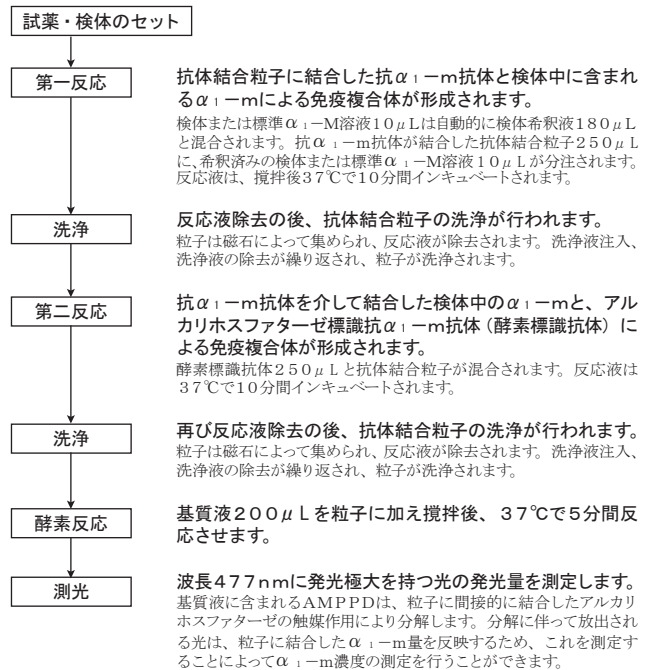 試薬・検体のセット
第一反応
抗体結合粒子に結合した抗α₁－m抗体と検体中に含まれ
るα₁－mによる免疫複合体が形成されます。
検体または標準α₁－M溶液10μLは自動的に検体希釈液180μL
と混合されます。抗α₁－m抗体が結合した抗体結合粒子250μL
に、希釈済みの検体または標準α₁－M溶液10μLが分注されます。
反応液は、撹拌後37℃で10分間インキュベートされます。
洗浄
反応液除去の後、抗体結合粒子の洗浄が行われます。
粒子は磁石によって集められ、反応液が除去されます。洗浄液注入、
洗浄液の除去が繰り返され、粒子が洗浄されます。
第二反応
抗α₁－m抗体を介して結合した検体中のα₁－mと、アル
カリホスファターゼ標識抗α₁－m抗体（酵素標識抗体）に
よる免疫複合体が形成されます。
酵素標識抗体250μLと抗体結合粒子が混合されます。反応液は
37℃で10分間インキュベートされます。
洗浄
再び反応液除去の後、抗体結合粒子の洗浄が行われます。
粒子は磁石によって集められ、反応液が除去されます。洗浄液注入、
洗浄液の除去が繰り返され、粒子が洗浄されます。
酵素反応
基質液200μLを粒子に加え撹拌後、37℃で5分間反
応させます。
測光
波長477nmに発光極大を持つ光の発光量を測定します。
基質液に含まれるAMPPDは、粒子に間接的に結合したアルカリ
ホスファターゼの触媒作用により分解します。分解に伴って放出され
る光は、粒子に結合したα₁－m量を反映するため、これを測定す
ることによってα₁－m濃度の測定を行うことができます。